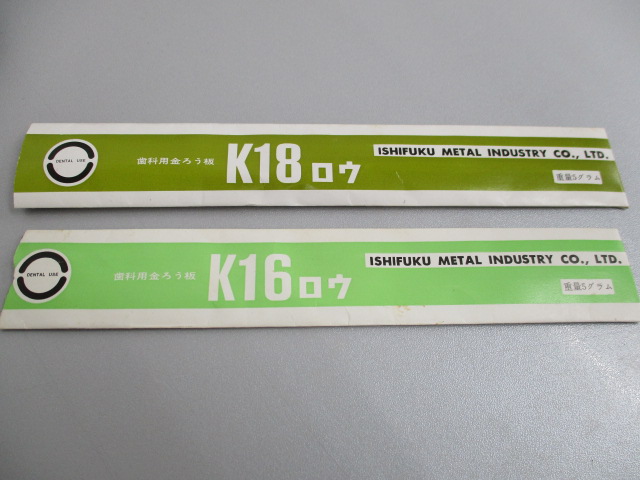 DENTAL USE
歯科用金ろう板
K18ロウ
ISHIFUKU METAL INDUSTRY CO., LTD.
重量5グラム
DENTAL USE
歯科用金ろう板
K16ロウ
ISHIFUKU METAL INDUSTRY CO., LTD.
重量5グラム